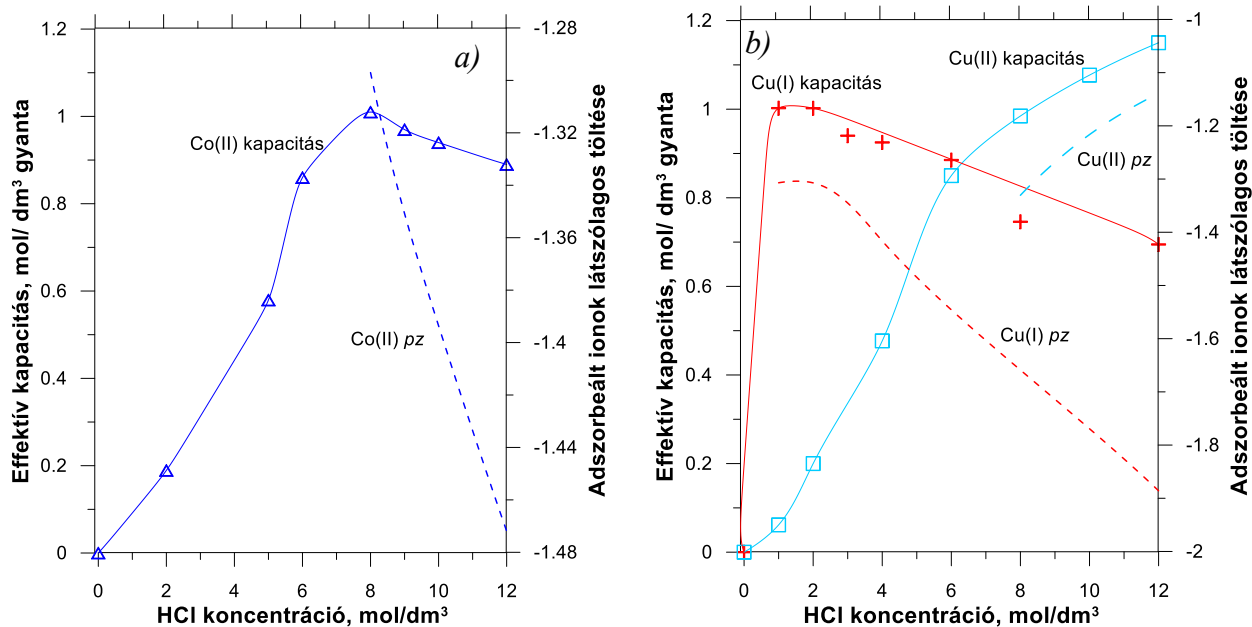 a)
Effektív kapacitás, mol/ dm³ gyanta
1.2
1
0.8
0.6
0.4
0.2
0
Co(II) kapacitás
Co(II) pz
-1.28
-1.32
-1.36
-1.4
-1.44
-1.48
Adszorbeált ionok látszólagos töltése
0 2 4 6 8 10 12
HCl koncentráció, mol/dm³
b)
Effektív kapacitás, mol/ dm³ gyanta
1.2
1
0.8
0.6
0.4
0.2
0
Cu(II) kapacitás
Cu(I) kapacitás
Cu(II) pz
Cu(I) pz
-1
-1.2
-1.4
-1.6
-1.8
-2
Adszorbeált ionok látszólagos töltése
0 2 4 6 8 10 12
HCl koncentráció, mol/dm³